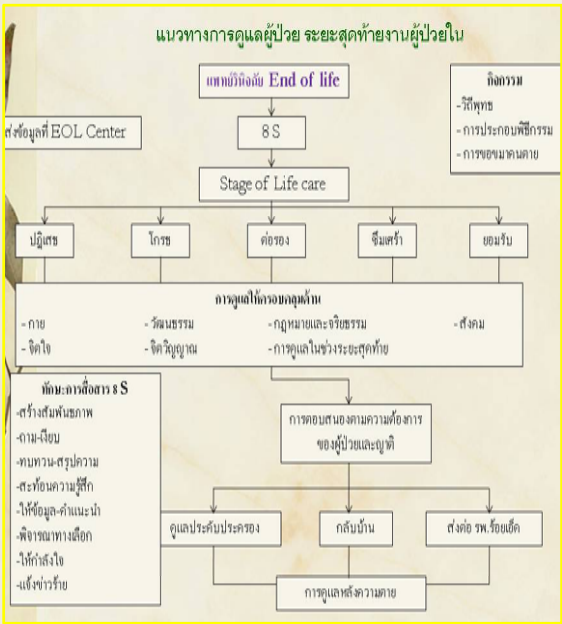 แนวทางการดูแลผู้ป่วย ระยะสุดท้ายงานผู้ป่วยใน
แพทย์วินิจฉัย End of life
กิจกรรม
-วิถีพุทธ
-การประกอบพิธีกรรม
-การขอขมาคนตาย
ส่งข้อมูลที่ EOL Center
8 S
Stage of Life care
ปฏิเสธ
โกรธ
ต่อรอง
ซึมเศร้า
ยอมรับ
การดูแลให้ครอบคลุมด้าน
- กาย - วัฒนธรรม -กฎหมายและจริยธรรม - สังคม
- จิตใจ - จิตวิญญาณ -การดูแลในช่วงระยะสุดท้าย
ทักษะการสื่อสาร 8 S
-สร้างสัมพันธภาพ
-ถาม-เงียบ
-ทบทวน-สรุปความ
-สะท้อนความรู้สึก
-ให้ข้อมูล-คำแนะนำ
-พิจารณาทางเลือก
-ให้กำลังใจ
-แจ้งข่าวร้าย
การตอบสนองตามความต้องการ
ของผู้ป่วยและญาติ
ดูแลประคับประครอง
กลับบ้าน
ส่งต่อ รพ.ร้อยเอ็ด
การดูแลหลังความตาย